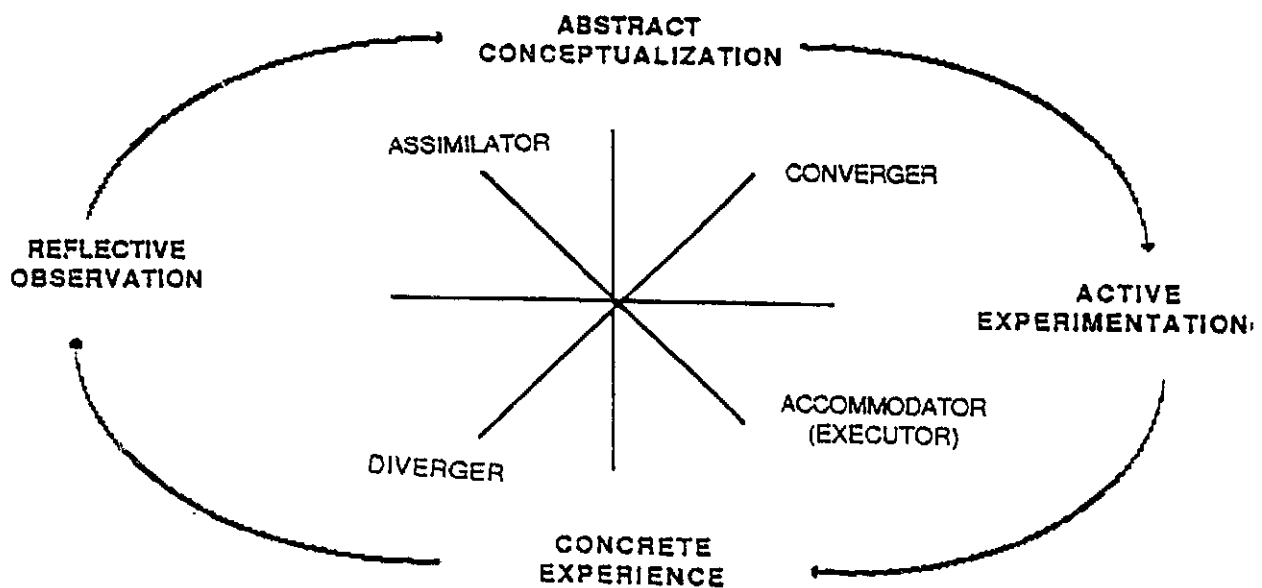 ABSTRACT
CONCEPTUALIZATION
ASSIMILATOR
CONVERGER
REFLECTIVE
OBSERVATION
ACTIVE
EXPERIMENTATION
ACCOMMODATOR
(EXECUTOR)
DIVERGER
CONCRETE
EXPERIENCE